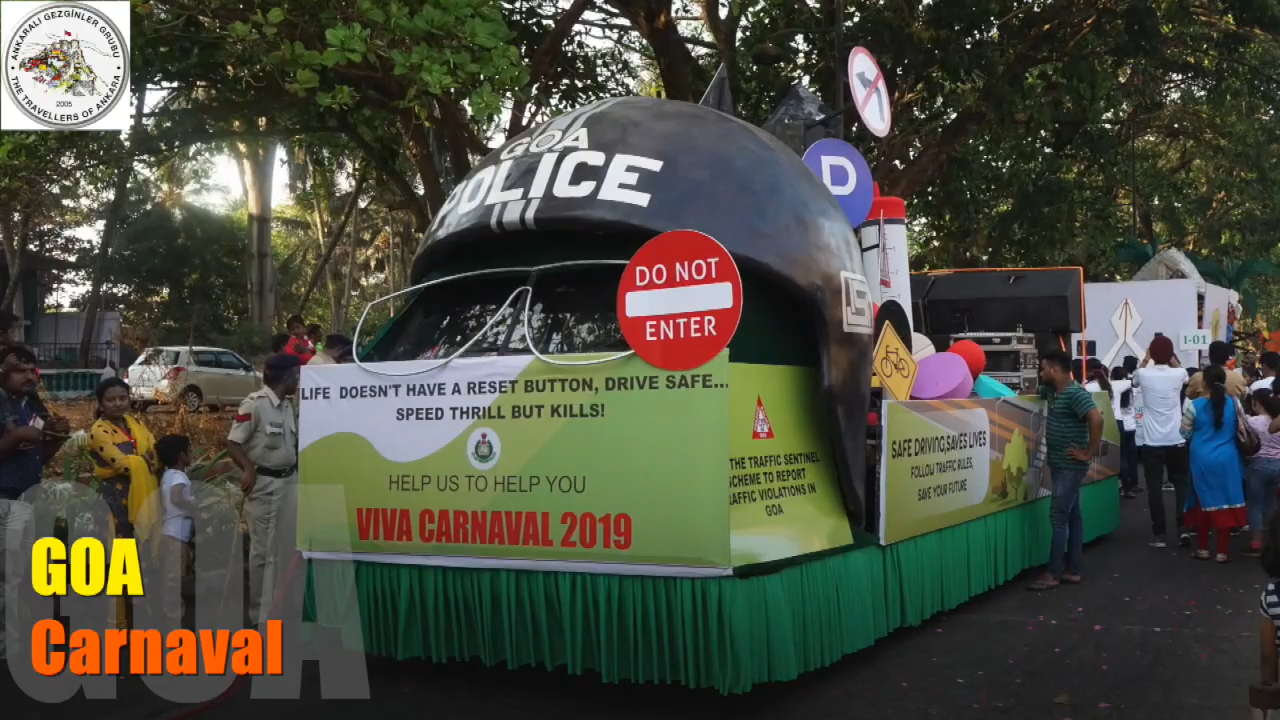 ANKARALI GEZGİNLER GRUBU
THE TRAVELLERS OF ANKARA
2005
GOA
POLICE
D
DO NOT
ENTER
I-01
LIFE DOESN'T HAVE A RESET BUTTON, DRIVE SAFE...
SPEED THRILL BUT KILLS!
HELP US TO HELP YOU
VIVA CARNAVAL 2019
THE TRAFFIC SENTINEL
SCHEME TO REPORT
TRAFFIC VIOLATIONS IN
GOA
SAFE DRIVING,SAVES LIVES
FOLLOW TRAFFIC RULES,
SAVE YOUR FUTURE
GOA
GOA
Carnaval